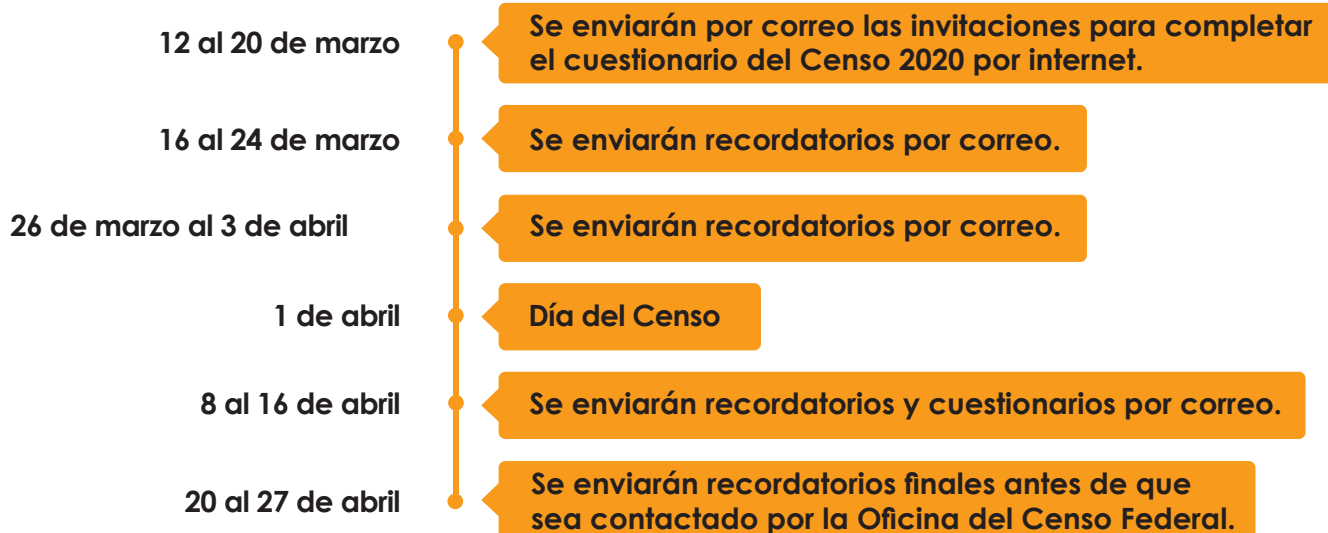 12 al 20 de marzo
Se enviarán por correo las invitaciones para completar
el cuestionario del Censo 2020 por internet.
16 al 24 de marzo
Se enviarán recordatorios por correo.
26 de marzo al 3 de abril
Se enviarán recordatorios por correo.
1 de abril
Día del Censo
8 al 16 de abril
Se enviarán recordatorios y cuestionarios por correo.
20 al 27 de abril
Se enviarán recordatorios finales antes de que
sea contactado por la Oficina del Censo Federal.